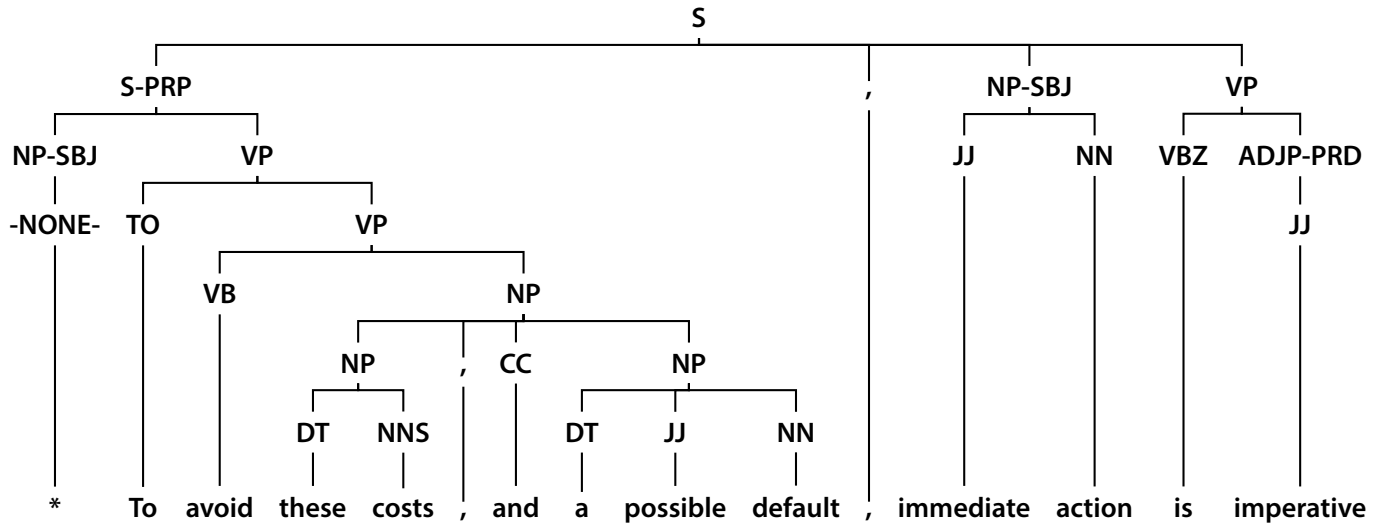 S
S-PRP , NP-SBJ VP
NP-SBJ VP JJ NN VBZ ADJP-PRD
-NONE- TO VP JJ
VB NP
NP , CC NP
DT NNS DT JJ NN
* To avoid these costs , and a possible default , immediate action is imperative